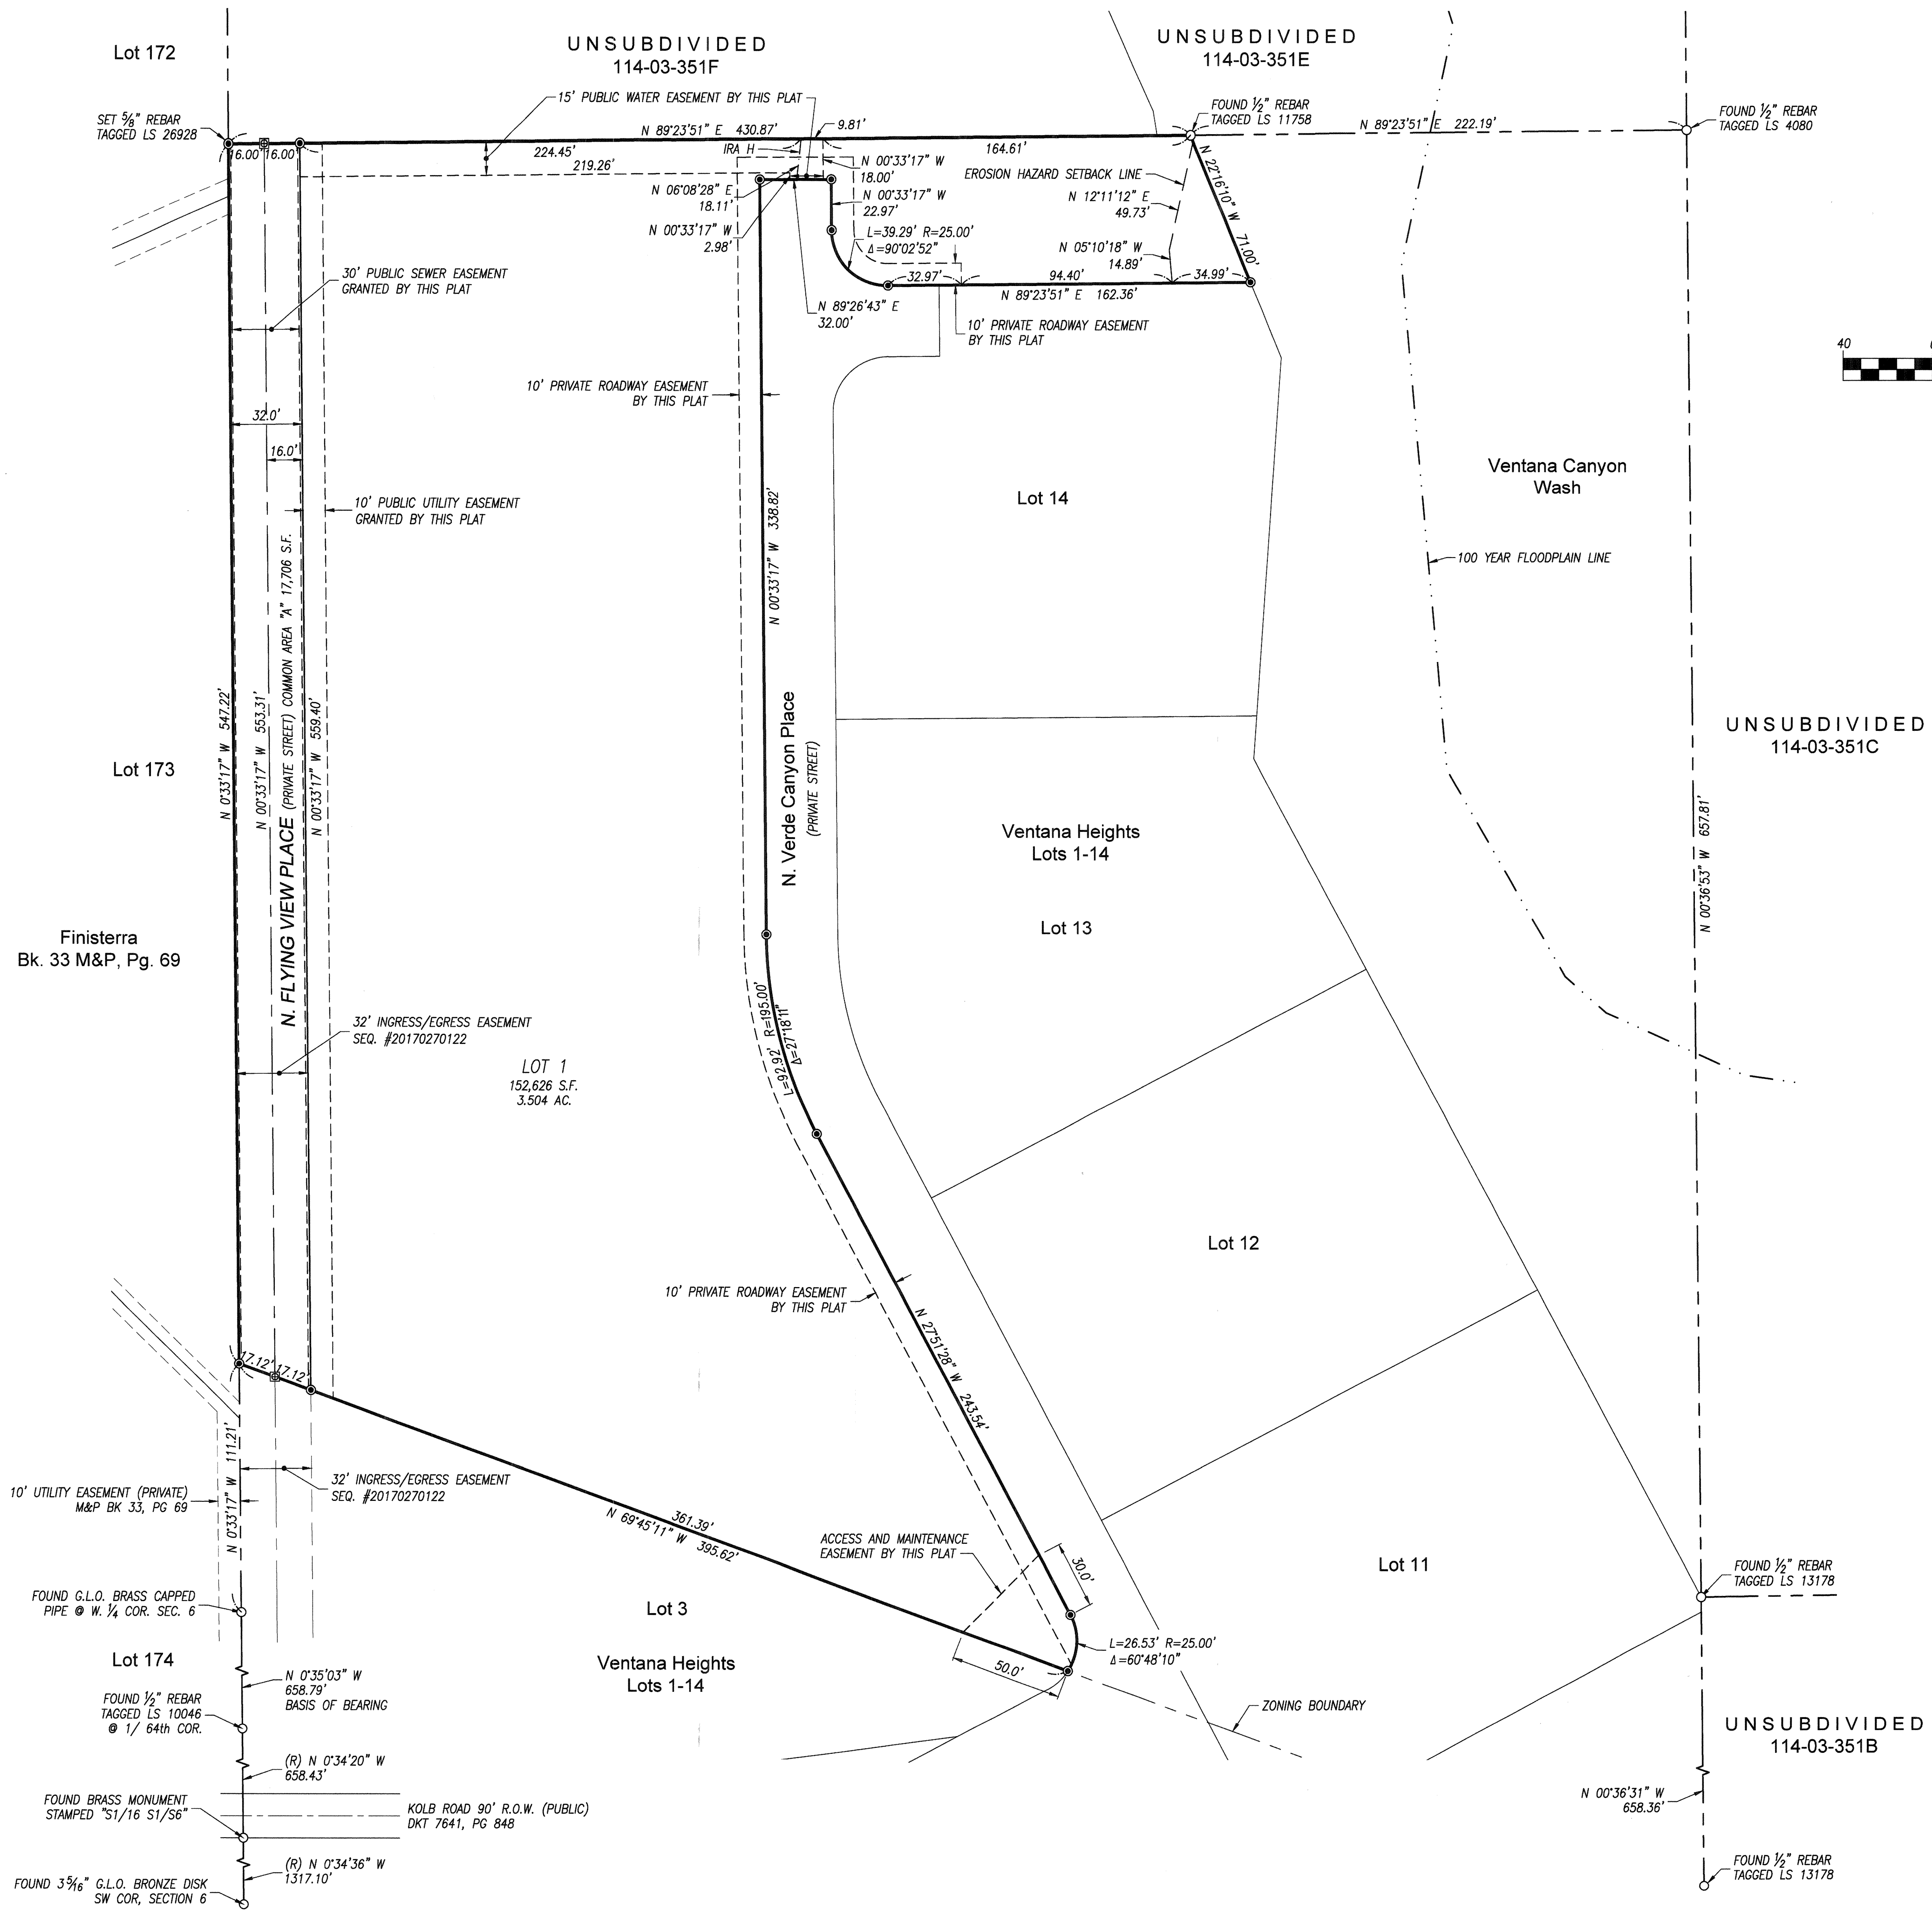 Lot 172
UNSUBDIVIDED
114-03-351F
UNSUBDIVIDED
114-03-351E
15' PUBLIC WATER EASEMENT BY THIS PLAT
SET 5/8" REBAR
TAGGED LS 26928
FOUND 1/2" REBAR
TAGGED LS 11758
FOUND 1/2" REBAR
TAGGED LS 4080
N 89°23'51" E 430.87'
9.81'
N 89°23'51" E 222.19'
16.00' 16.00'
224.45'
IRA H
164.61'
219.26'
N 00°33'17" W
18.00'
EROSION HAZARD SETBACK LINE
N 22°16'10" W 71.00'
N 06°08'28" E
18.11'
N 00°33'17" W
22.97'
N 12°11'12" E
49.73'
N 00°33'17" W
2.98'
L=39.29' R=25.00'
Δ=90°02'52"
N 05°10'18" W
14.89'
30' PUBLIC SEWER EASEMENT
GRANTED BY THIS PLAT
32.97'
94.40'
34.99'
N 89°23'51" E 162.36'
N 89°26'43" E
32.00'
10' PRIVATE ROADWAY EASEMENT
BY THIS PLAT
40
10' PRIVATE ROADWAY EASEMENT
BY THIS PLAT
32.0'
16.0'
Ventana Canyon
Wash
Lot 14
10' PUBLIC UTILITY EASEMENT
GRANTED BY THIS PLAT
N 00°33'17" W 338.82'
100 YEAR FLOODPLAIN LINE
N 0°33'17" W 547.22'
N 00°33'17" W 553.31'
N. FLYING VIEW PLACE (PRIVATE STREET) COMMON AREA "A" 17,706 S.F.
N 00°33'17" W 559.40'
N. Verde Canyon Place
(PRIVATE STREET)
UNSUBDIVIDED
114-03-351C
Lot 173
N 00°36'53" W 657.81'
Ventana Heights
Lots 1-14
Lot 13
Finisterra
Bk. 33 M&P, Pg. 69
32' INGRESS/EGRESS EASEMENT
SEQ. #20170270122
L=92.92' R=195.00'
Δ=27°18'11"
LOT 1
152,626 S.F.
3.504 AC.
Lot 12
10' PRIVATE ROADWAY EASEMENT
BY THIS PLAT
N 27°51'28" W 243.54'
17.12' 17.12'
N 0°33'17" W 111.21'
32' INGRESS/EGRESS EASEMENT
SEQ. #20170270122
10' UTILITY EASEMENT (PRIVATE)
M&P BK 33, PG 69
361.39'
N 69°45'11" W 395.62'
ACCESS AND MAINTENANCE
EASEMENT BY THIS PLAT
30.0'
Lot 11
FOUND 1/2" REBAR
TAGGED LS 13178
FOUND G.L.O. BRASS CAPPED
PIPE @ W. 1/4 COR. SEC. 6
Lot 3
L=26.53' R=25.00'
Δ=60°48'10"
Lot 174
Ventana Heights
Lots 1-14
50.0'
N 0°35'03" W
658.79'
BASIS OF BEARING
FOUND 1/2" REBAR
TAGGED LS 10046
@ 1/ 64th COR.
ZONING BOUNDARY
UNSUBDIVIDED
114-03-351B
(R) N 0°34'20" W
658.43'
FOUND BRASS MONUMENT
STAMPED "S1/16 S1/S6"
KOLB ROAD 90' R.O.W. (PUBLIC)
DKT 7641, PG 848
N 00°36'31" W
658.36'
(R) N 0°34'36" W
1317.10'
FOUND 3 5/16" G.L.O. BRONZE DISK
SW COR, SECTION 6
FOUND 1/2" REBAR
TAGGED LS 13178